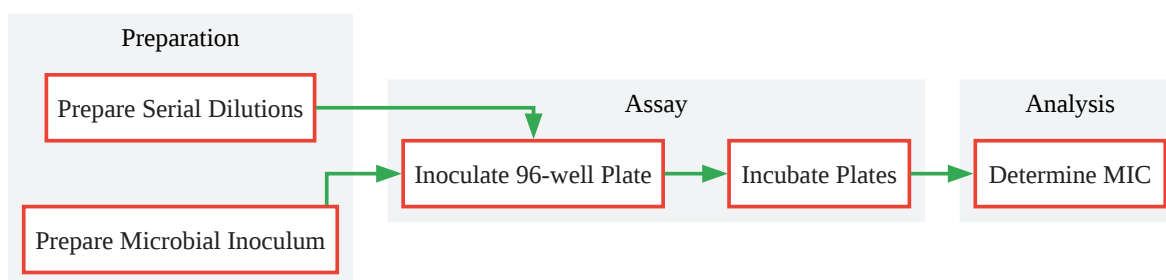 Preparation
Prepare Serial Dilutions
Prepare Microbial Inoculum
Assay
Inoculate 96-well Plate
Incubate Plates
Analysis
Determine MIC